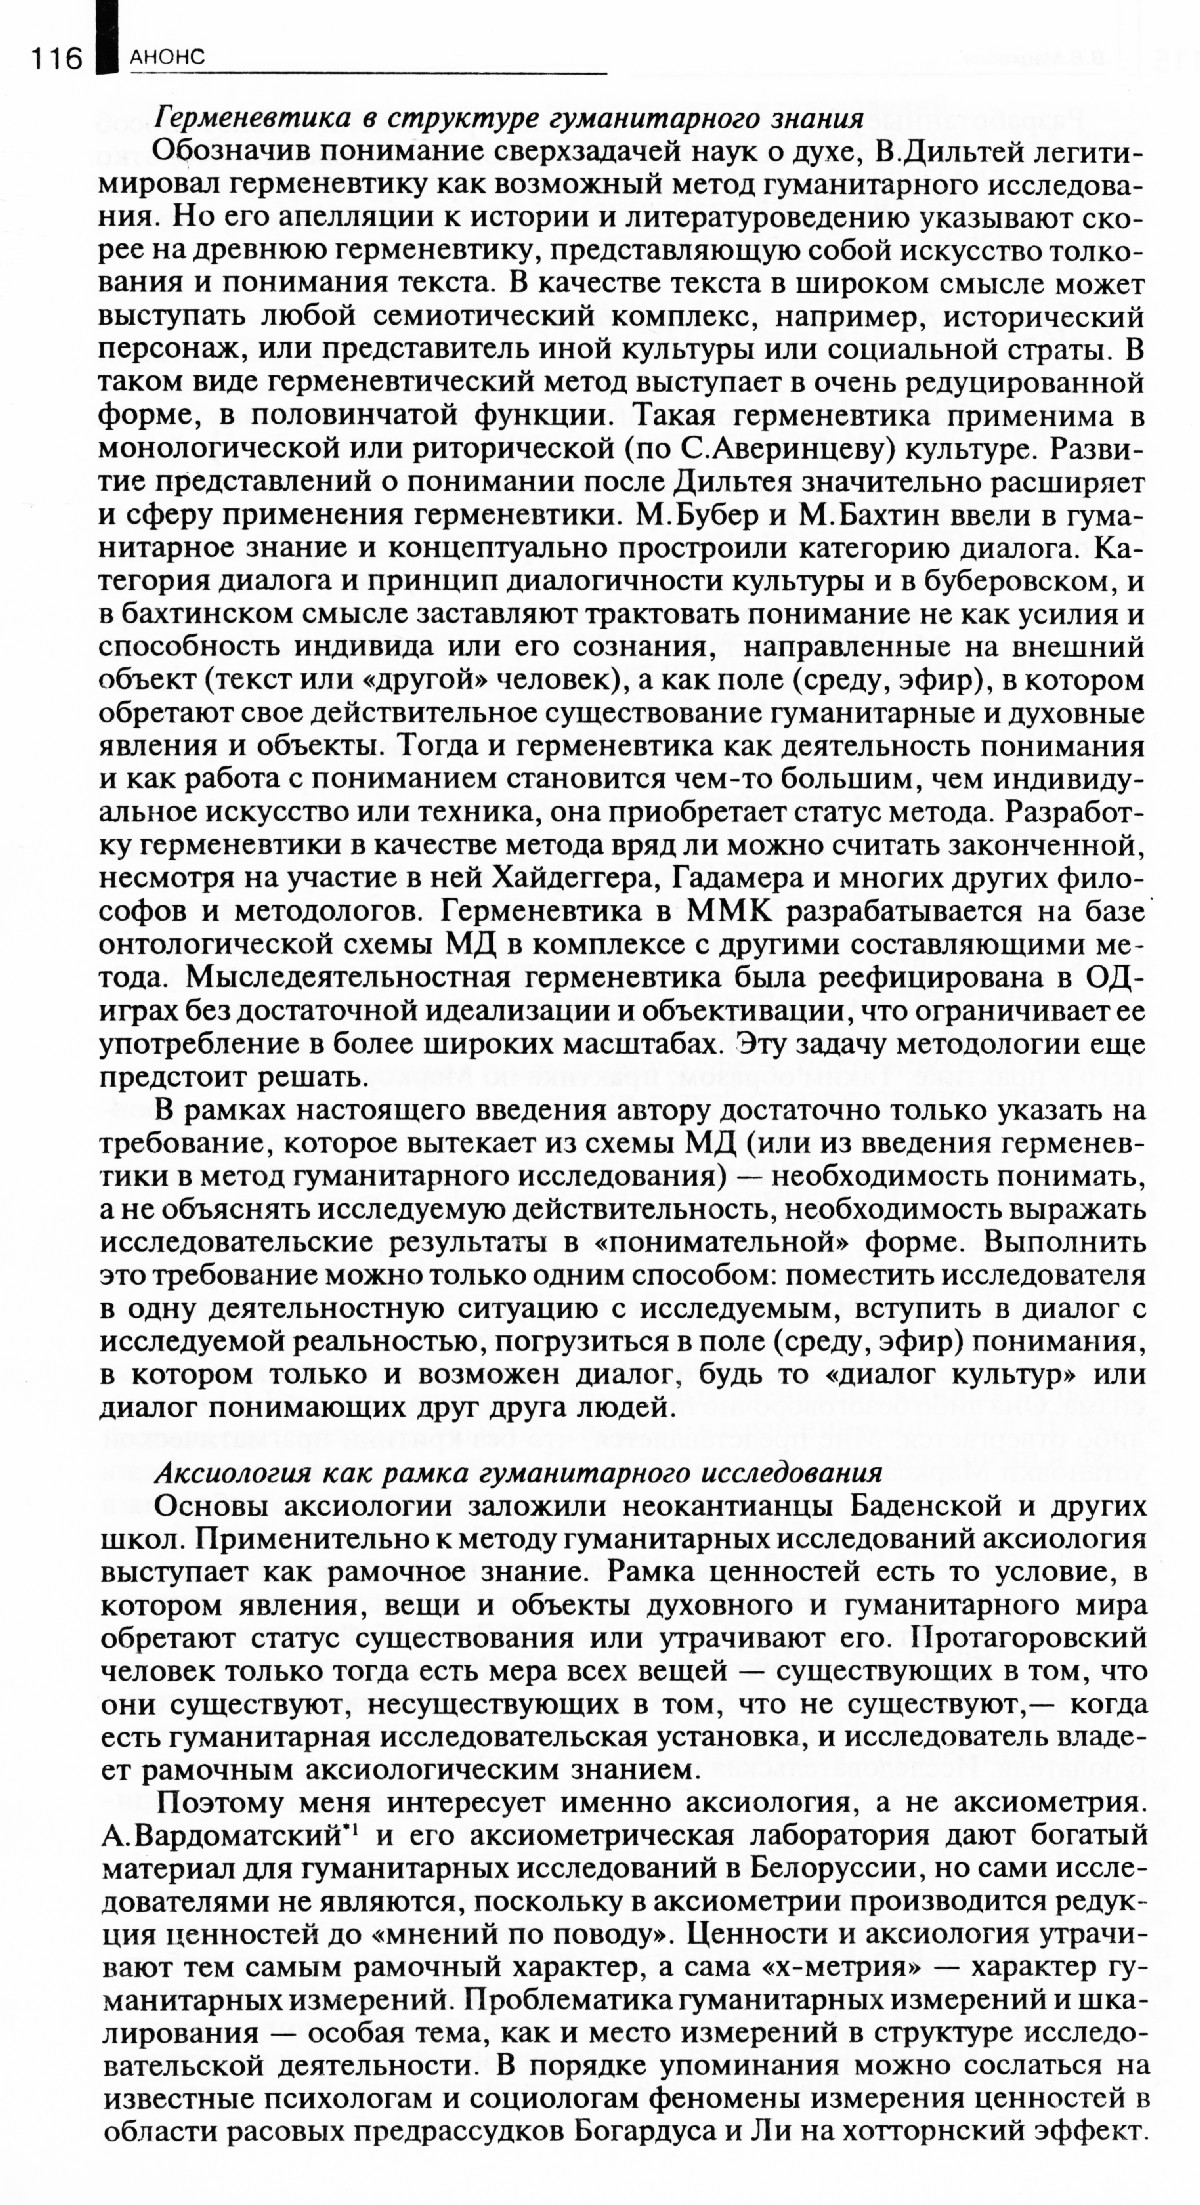 116 АНОНС
Герменевтика в структуре гуманитарного знания
Обозначив понимание сверхзадачей наук о духе, В.Дильтей легити-
мировал герменевтику как возможный метод гуманитарного исследова-
ния. Но его апелляции к истории и литературоведению указывают ско-
рее на древнюю герменевтику, представляющую собой искусство толко-
вания и понимания текста. В качестве текста в широком смысле может
выступать любой семиотический комплекс, например, исторический
персонаж, или представитель иной культуры или социальной страты. В
таком виде герменевтический метод выступает в очень редуцированной
форме, в половинчатой функции. Такая герменевтика применима в
монологической или риторической (по С.Аверинцеву) культуре. Разви-
тие представлений о понимании после Дильтея значительно расширяет
и сферу применения герменевтики. М.Бубер и М.Бахтин ввели в гума-
нитарное знание и концептуально простроили категорию диалога. Ка-
тегория диалога и принцип диалогичности культуры и в буберовском, и
в бахтинском смысле заставляют трактовать понимание не как усилия и
способность индивида или его сознания, направленные на внешний
объект (текст или «другой» человек), а как поле (среду, эфир), в котором
обретают свое действительное существование гуманитарные и духовные
явления и объекты. Тогда и герменевтика как деятельность понимания
и как работа с пониманием становится чем-то большим, чем индивиду-
альное искусство или техника, она приобретает статус метода. Разработ-
ку герменевтики в качестве метода вряд ли можно считать законченной,
несмотря на участие в ней Хайдеггера, Гадамера и многих других фило-
софов и методологов. Герменевтика в ММК разрабатывается на базе
онтологической схемы МД в комплексе с другими составляющими ме-
тода. Мыследеятельностная герменевтика была реефицирована в ОД-
играх без достаточной идеализации и объективации, что ограничивает ее
употребление в более широких масштабах. Эту задачу методологии еще
предстоит решать.
В рамках настоящего введения автору достаточно только указать на
требование, которое вытекает из схемы МД (или из введения герменев-
тики в метод гуманитарного исследования) — необходимость понимать,
а не объяснять исследуемую действительность, необходимость выражать
исследовательские результаты в «понимательной» форме. Выполнить
это требование можно только одним способом: поместить исследователя
в одну деятельностную ситуацию с исследуемым, вступить в диалог с
исследуемой реальностью, погрузиться в поле (среду, эфир) понимания,
в котором только и возможен диалог, будь то «диалог культур» или
диалог понимающих друг друга людей.
Аксиология как рамка гуманитарного исследования
Основы аксиологии заложили неокантианцы Баденской и других
школ. Применительно к методу гуманитарных исследований аксиология
выступает как рамочное знание. Рамка ценностей есть то условие, в
котором явления, вещи и объекты духовного и гуманитарного мира
обретают статус существования или утрачивают его. Протагоровский
человек только тогда есть мера всех вещей — существующих в том, что
они существуют, несуществующих в том, что не существуют,— когда
есть гуманитарная исследовательская установка, и исследователь владе-
ет рамочным аксиологическим знанием.
Поэтому меня интересует именно аксиология, а не аксиометрия.
А.Вардоматский*1 и его аксиометрическая лаборатория дают богатый
материал для гуманитарных исследований в Белоруссии, но сами иссле-
дователями не являются, поскольку в аксиометрии производится редук-
ция ценностей до «мнений по поводу». Ценности и аксиология утрачи-
вают тем самым рамочный характер, а сама «х-метрия» — характер гу-
манитарных измерений. Проблематика гуманитарных измерений и шка-
лирования — особая тема, как и место измерений в структуре исследо-
вательской деятельности. В порядке упоминания можно сослаться на
известные психологам и социологам феномены измерения ценностей в
области расовых предрассудков Богардуса и Ли на хотторнский эффект.